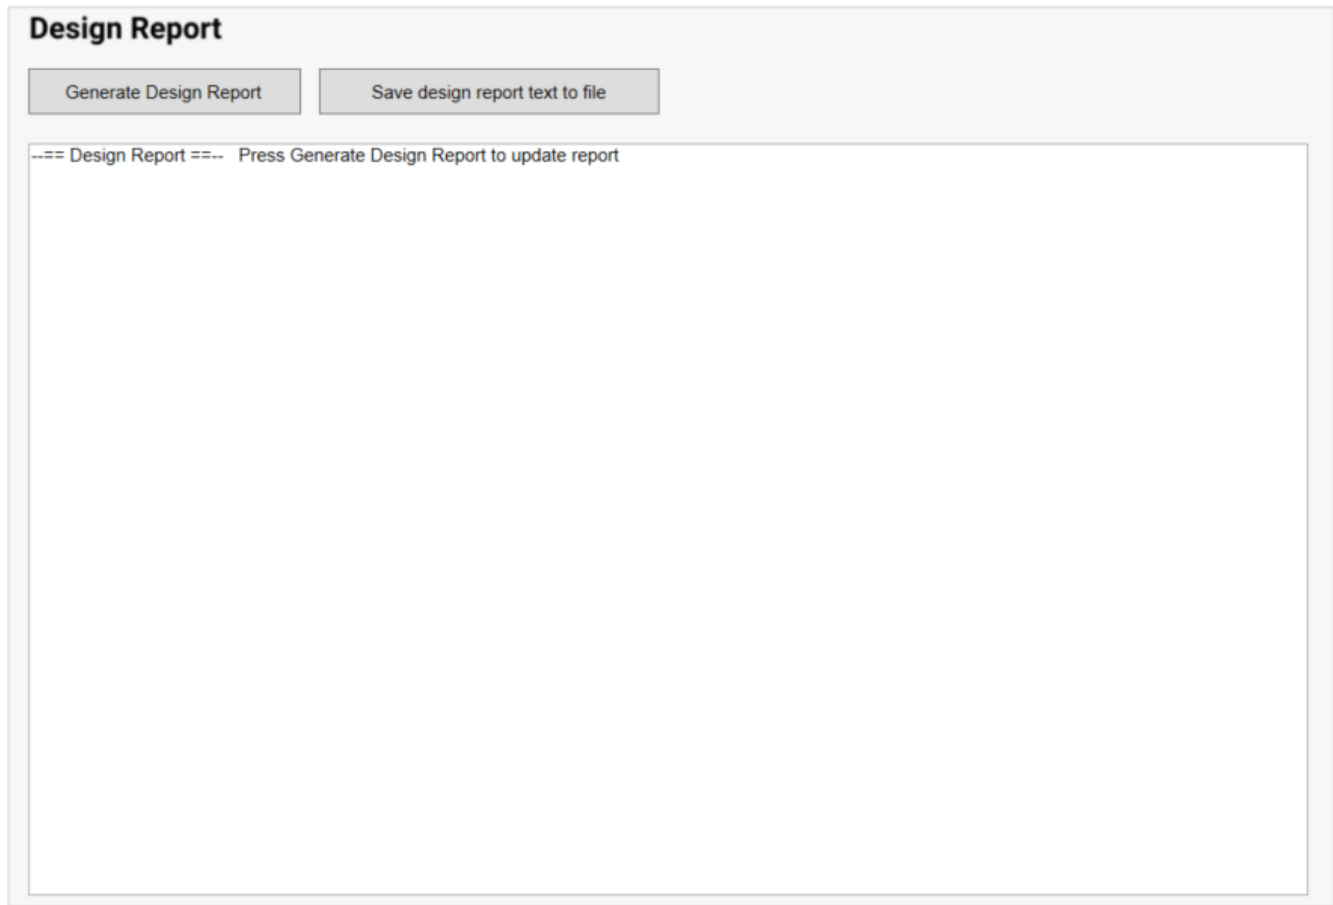 Design Report
Generate Design Report    Save design report text to file
--== Design Report ==--   Press Generate Design Report to update report